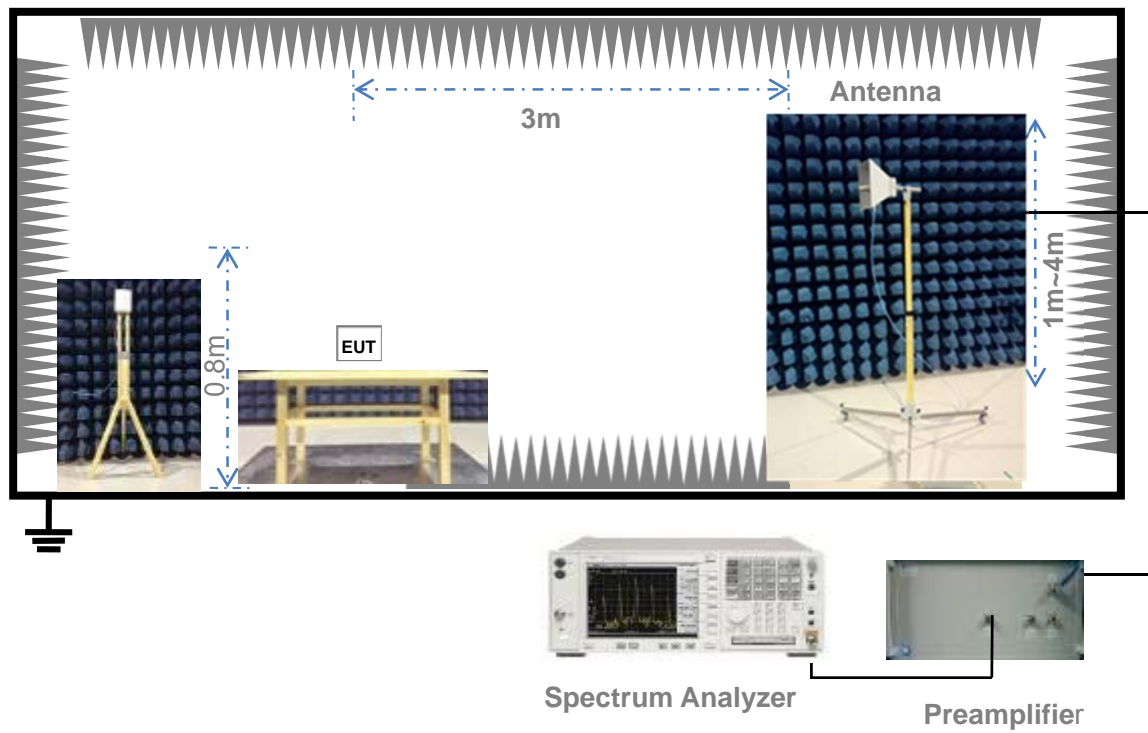 Antenna
3m
1m~4m
0.8m
EUT
Spectrum Analyzer
Preamplifier